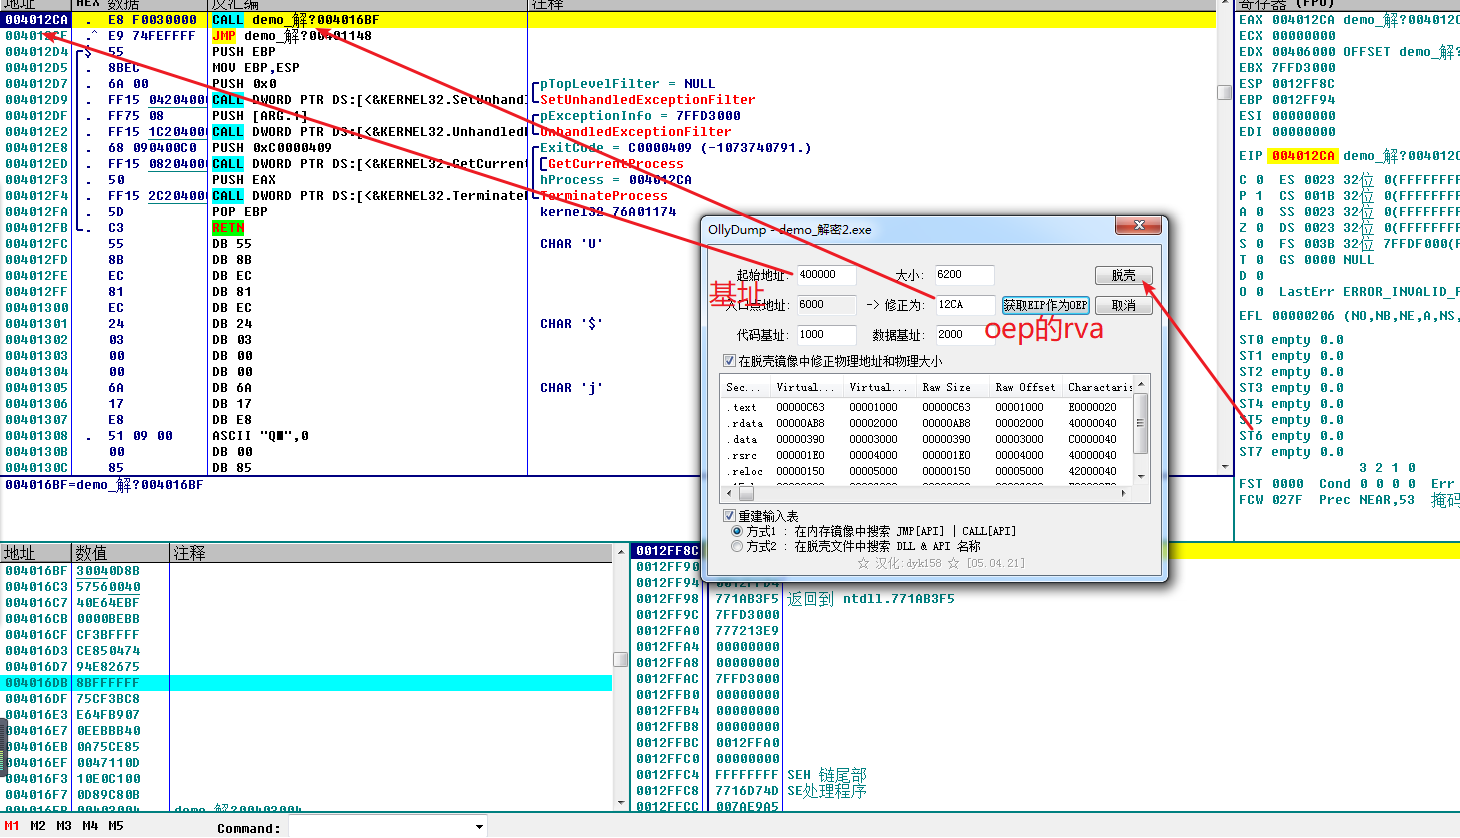 地址 HEX 数据 反汇编 注释 寄存器 (FPU)
004012CA . E8 F0030000 CALL demo_解?004016BF
004012CF .^ E9 74FEFFFF JMP demo_解?00401148
004012D4 $ 55 PUSH EBP
004012D5 . 8BEC MOV EBP,ESP
004012D7 . 6A 00 PUSH 0x0 pTopLevelFilter = NULL
004012D9 . FF15 0420400 CALL DWORD PTR DS:[<&KERNEL32.SetUnhand SetUnhandledExceptionFilter
004012DF . FF75 08 PUSH [ARG.1] pExceptionInfo = 7FFD3000
004012E2 . FF15 1C20400 CALL DWORD PTR DS:[<&KERNEL32.Unhandled UnhandledExceptionFilter
004012E8 . 68 090400C0 PUSH 0xC0000409 ExitCode = C0000409 (-1073740791.)
004012ED . FF15 0820400 CALL DWORD PTR DS:[<&KERNEL32.GetCurren GetCurrentProcess
004012F3 . 50 PUSH EAX hProcess = 004012CA
004012F4 . FF15 2C20400 CALL DWORD PTR DS:[<&KERNEL32.Terminate TerminateProcess
004012FA . 5D POP EBP kernel32.76A01174
004012FB . C3 RETN
004012FC 55 DB 55 CHAR 'U'
004012FD 8B DB 8B
004012FE EC DB EC
004012FF 81 DB 81
00401300 EC DB EC
00401301 24 DB 24 CHAR '$'
00401302 03 DB 03
00401303 00 DB 00
00401304 00 DB 00
00401305 6A DB 6A CHAR 'j'
00401306 17 DB 17
00401307 E8 DB E8
00401308 . 51 09 00 ASCII "Q",0
0040130B 00 DB 00
0040130C 85 DB 85
004016BF=demo_解?004016BF
EAX 004012CA demo_解?004012C
ECX 00000000
EDX 00406000 OFFSET demo_解?
EBX 7FFD3000
ESP 0012FF8C
EBP 0012FF94
ESI 00000000
EDI 00000000
EIP 004012CA demo_解?004012C
C 0 ES 0023 32位 0(FFFFFFFF
P 1 CS 001B 32位 0(FFFFFFFF
A 0 SS 0023 32位 0(FFFFFFFF
Z 0 DS 0023 32位 0(FFFFFFFF
S 0 FS 003B 32位 7FFDF000(F
T 0 GS 0000 NULL
D 0
O 0 LastErr ERROR_INVALID_P
EFL 00000206 (NO,NB,NE,A,NS,
ST0 empty 0.0
ST1 empty 0.0
ST2 empty 0.0
ST3 empty 0.0
ST4 empty 0.0
ST5 empty 0.0
ST6 empty 0.0
ST7 empty 0.0
3 2 1 0
FST 0000 Cond 0 0 0 0 Err
FCW 027F Prec NEAR,53 掩码
OllyDump - demo_解密2.exe
起始地址: 400000 大小: 6200 脱壳
基址
入口点地址: 6000 -> 修正为: 12CA 获取EIP作为OEP 取消
oep的rva
代码基址: 1000 数据基址: 2000
在脱壳镜像中修正物理地址和物理大小
Sec... Virtual... Virtual... Raw Size Raw Offset Charactaris
.text 00000C63 00001000 00000C63 00001000 E0000020
.rdata 00000AB8 00002000 00000AB8 00002000 40000040
.data 00000390 00003000 00000390 00003000 C0000040
.rsrc 000001E0 00004000 000001E0 00004000 40000040
.reloc 00000150 00005000 00000150 00005000 42000040
重建输入表
方式1 : 在内存镜像中搜索 JMP[API] | CALL[API]
方式2 : 在脱壳文件中搜索 DLL & API 名称
☆ 汉化:dyk158 ☆ [05.04.21]
地址 数值 注释
004016BF 30040D8B
004016C3 57560040
004016C7 40E64EBF
004016CB 0000BEBB
004016CF CF3BFFFF
004016D3 CE850474
004016D7 94E82675
004016DB 8BFFFFFF
004016DF 75CF3BC8
004016E3 E64FB907
004016E7 0EEBBB40
004016EB 0A75CE85
004016EF 0047110D
004016F3 10E0C100
004016F7 0D89C80B
004016FB 00403004 demo_解?00403004
0012FF8C
0012FF90
0012FF94 0012FFD4
0012FF98 771AB3F5 返回到 ntdll.771AB3F5
0012FF9C 7FFD3000
0012FFA0 777213E9
0012FFA4 00000000
0012FFA8 00000000
0012FFAC 7FFD3000
0012FFB0 00000000
0012FFB4 00000000
0012FFB8 00000000
0012FFBC 0012FFA0
0012FFC0 00000000
0012FFC4 FFFFFFFF SEH 链尾部
0012FFC8 7716D74D SE处理程序
0012FFCC 007AE9A5
M1 M2 M3 M4 M5 Command: